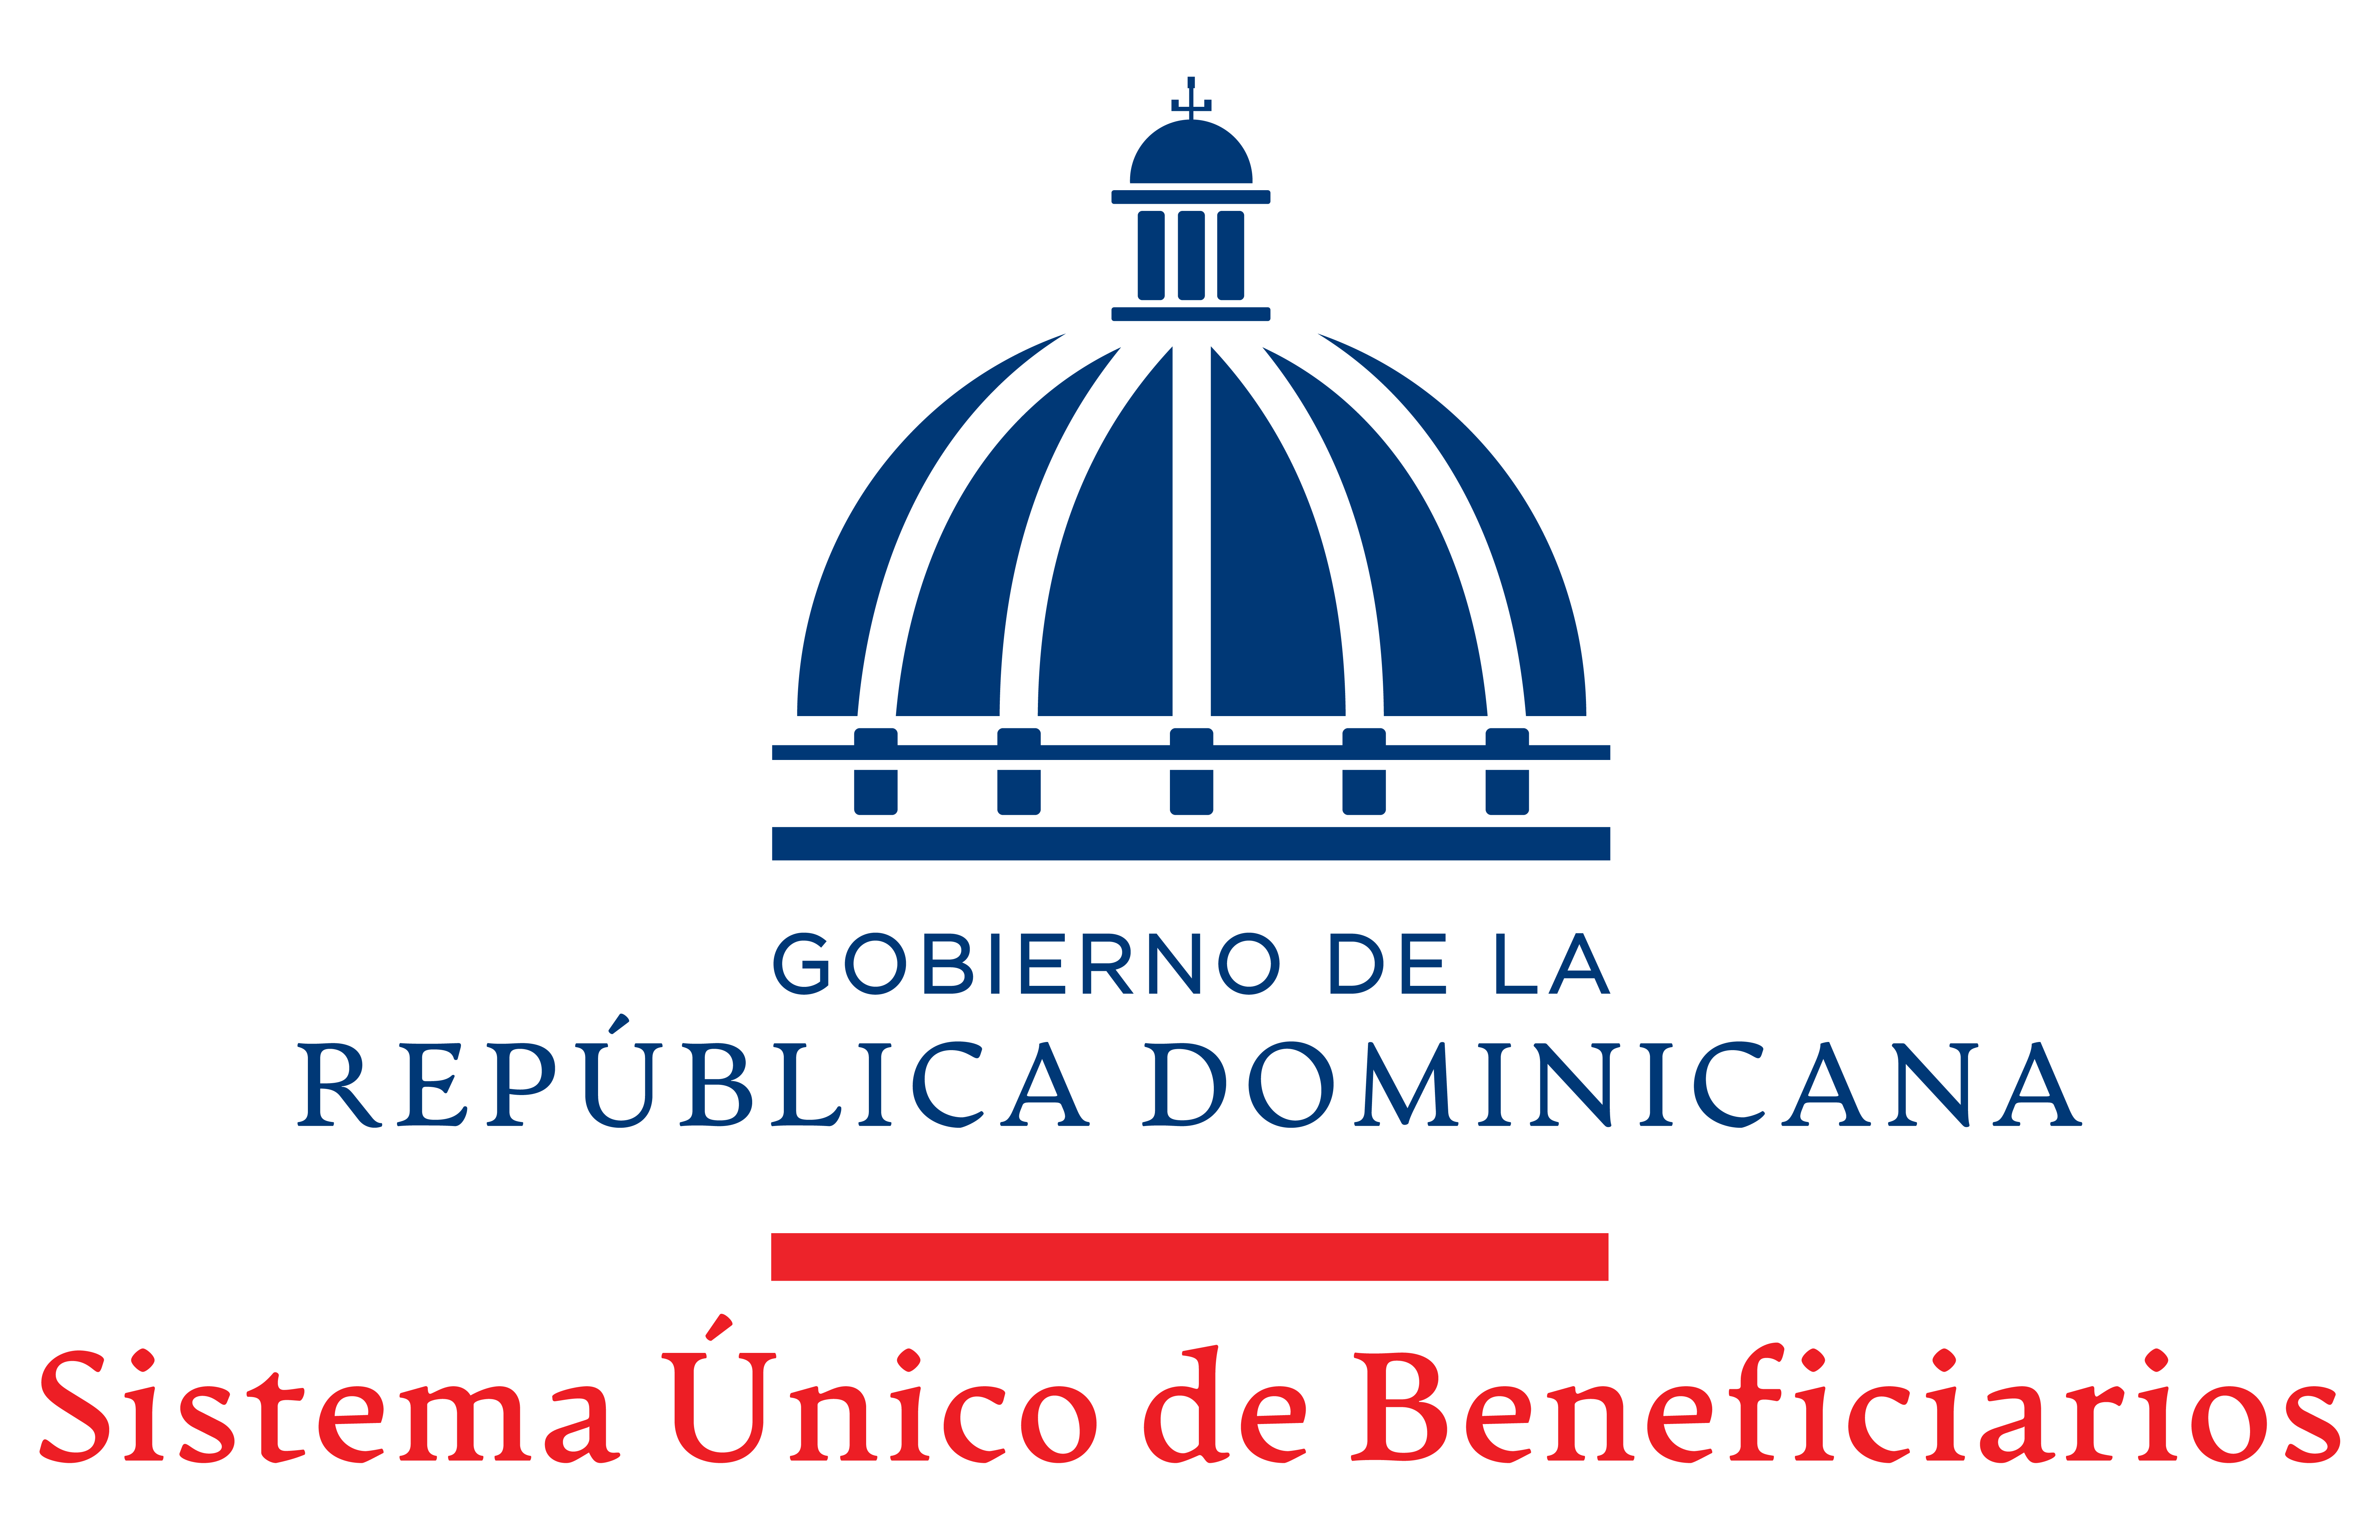 GOBIERNO DE LA
REPÚBLICA DOMINICANA
Sistema Único de Beneficiarios